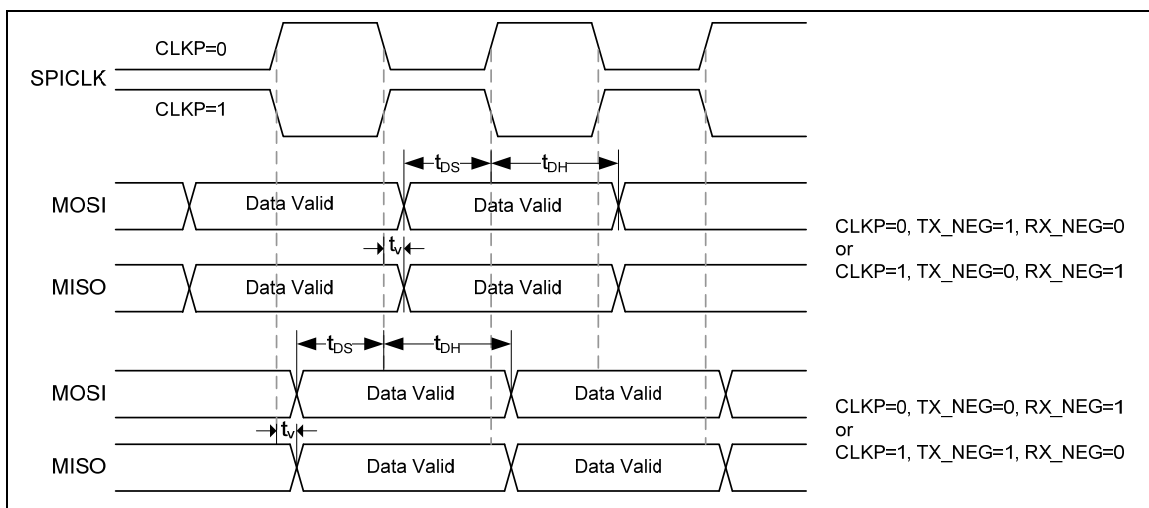 CLKP=0
SPICLK
CLKP=1
tDS tDH
MOSI Data Valid Data Valid
tv
MISO Data Valid Data Valid
CLKP=0, TX_NEG=1, RX_NEG=0
or
CLKP=1, TX_NEG=0, RX_NEG=1
tDS tDH
MOSI Data Valid Data Valid
tv
MISO Data Valid Data Valid
CLKP=0, TX_NEG=0, RX_NEG=1
or
CLKP=1, TX_NEG=1, RX_NEG=0